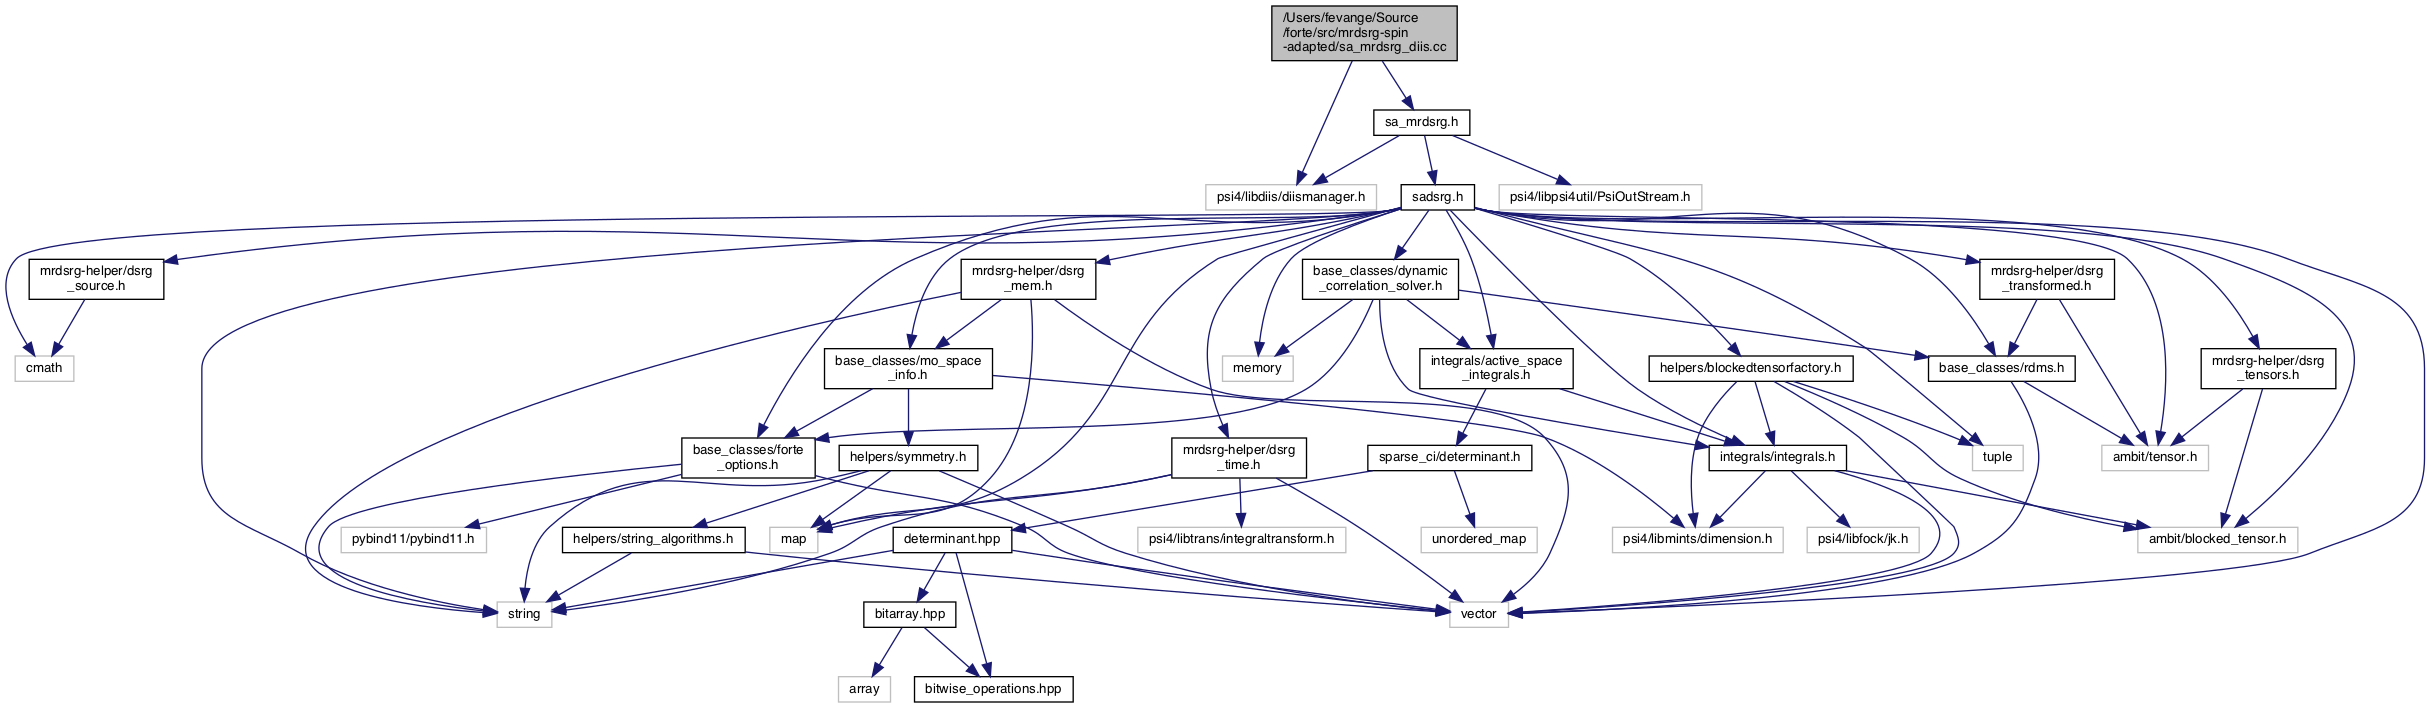 /Users/fevange/Source
/forte/src/mrdsrg-spin
-adapted/sa_mrdsrg_diis.cc
sa_mrdsrg.h
psi4/libdiis/diismanager.h
sadsrg.h
psi4/libpsi4util/PsiOutStream.h
mrdsrg-helper/dsrg
_source.h
mrdsrg-helper/dsrg
_mem.h
base_classes/dynamic
_correlation_solver.h
mrdsrg-helper/dsrg
_transformed.h
cmath
base_classes/mo_space
_info.h
memory
integrals/active_space
_integrals.h
helpers/blockedtensorfactory.h
base_classes/rdms.h
mrdsrg-helper/dsrg
_tensors.h
base_classes/forte
_options.h
helpers/symmetry.h
mrdsrg-helper/dsrg
_time.h
sparse_ci/determinant.h
integrals/integrals.h
tuple
ambit/tensor.h
pybind11/pybind11.h
helpers/string_algorithms.h
map
determinant.hpp
psi4/libtrans/integraltransform.h
unordered_map
psi4/libmints/dimension.h
psi4/libfock/jk.h
ambit/blocked_tensor.h
string
bitarray.hpp
vector
array
bitwise_operations.hpp